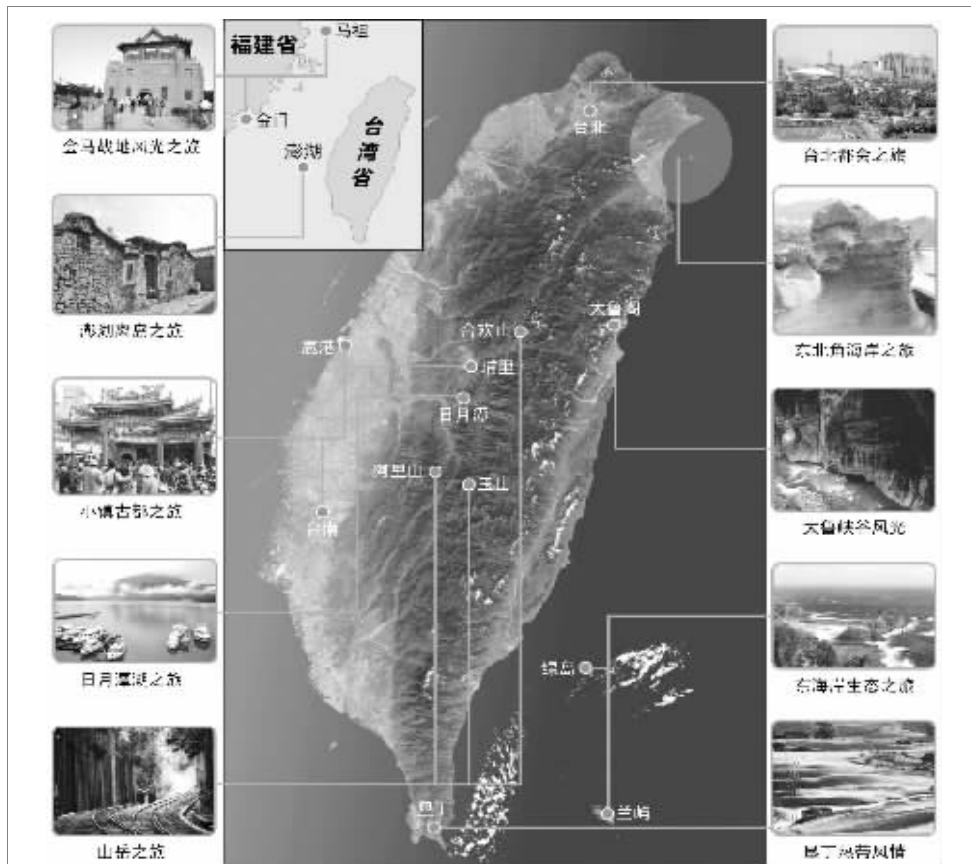 福建省
马祖
金门
澎湖
台湾省
金马战地风光之旅
澎湖离岛之旅
小镇古都之旅
日月潭湖之旅
山岳之旅
台北
太鲁阁
合欢山
鹿港
埔里
日月潭
阿里山
玉山
台南
绿岛
兰屿
垦丁
台北都会之旅
东北角海岸之旅
太鲁峡谷风光
东海岸生态之旅
垦丁热带风情